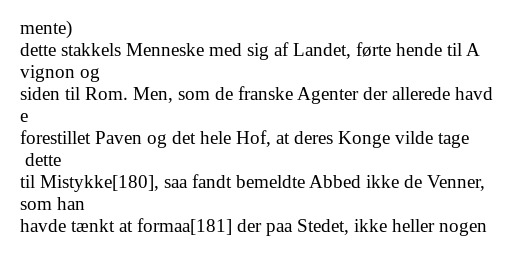 mente)
dette stakkels Menneske med sig af Landet, førte hende til A
vignon og
siden til Rom. Men, som de franske Agenter der allerede havd
e
forestillet Paven og det hele Hof, at deres Konge vilde tage
 dette
til Mistykke[180], saa fandt bemeldte Abbed ikke de Venner,
som han
havde tænkt at formaa[181] der paa Stedet, ikke heller nogen